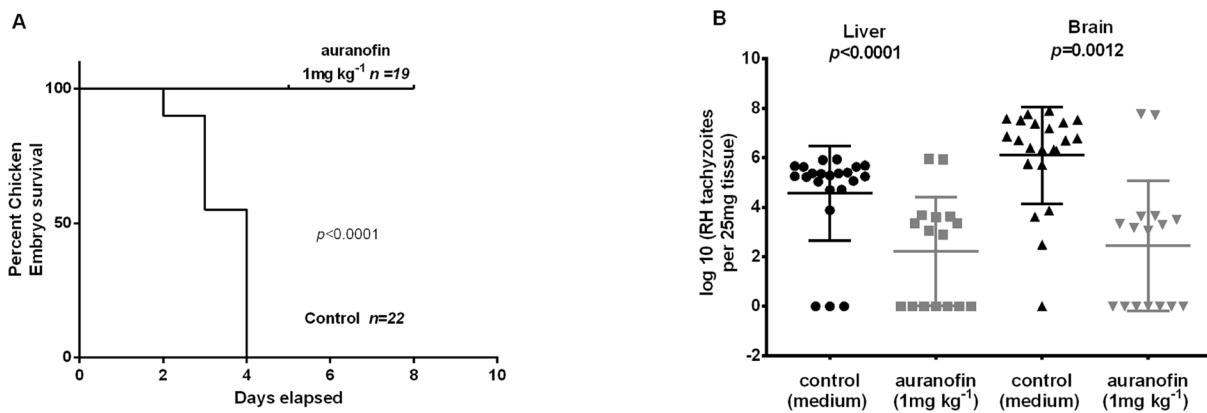 A
auranofin
1mg kg⁻¹ n =19
100
50
0
Percent Chicken
Embryo survival
p<0.0001
Control n=22
0 2 4 6 8 10
Days elapsed
B
Liver
p<0.0001
Brain
p=0.0012
10
8
6
4
2
0
-2
log 10 (RH tachyzoites
per 25mg tissue)
control
(medium)
auranofin
(1mg kg⁻¹)
control
(medium)
auranofin
(1mg kg⁻¹)